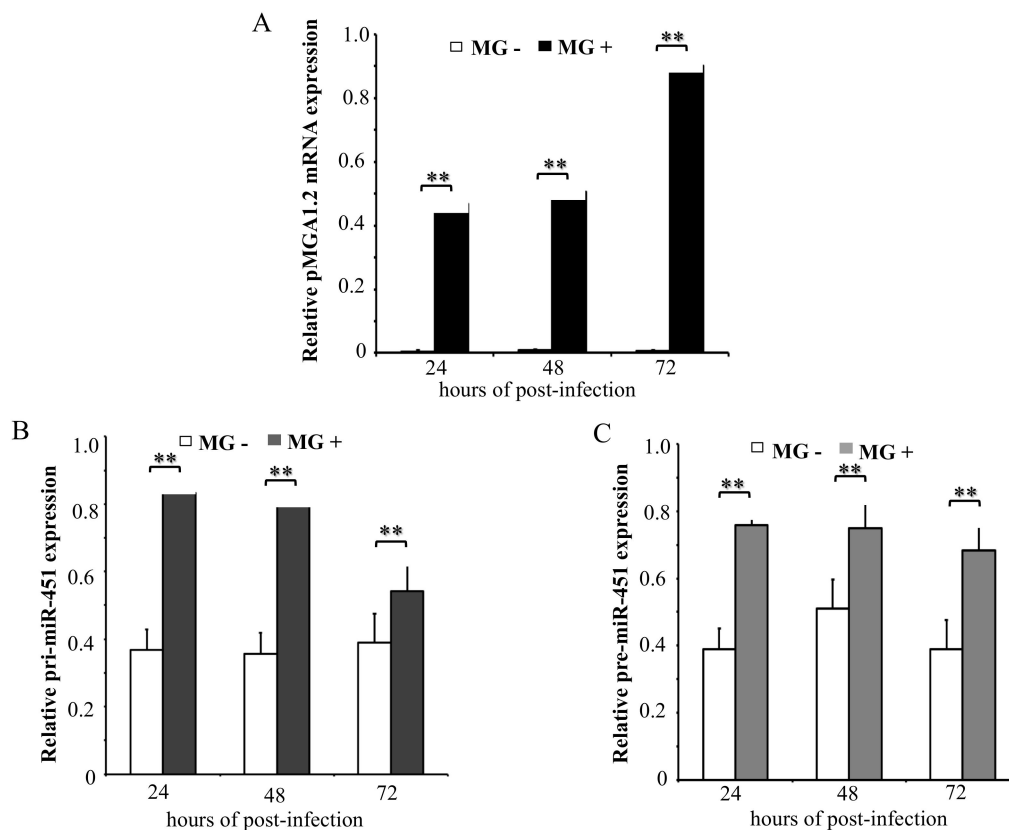 A
MG - MG +
Relative pMGA1.2 mRNA expression
1.0
0.8
0.6
0.4
0.2
0
** ** **
24 48 72
hours of post-infection
B
MG - MG +
Relative pri-miR-451 expression
1.0
0.8
0.6
0.4
0.2
0
** ** **
24 48 72
hours of post-infection
C
MG - MG +
Relative pre-miR-451 expression
1.0
0.8
0.6
0.4
0.2
0
** ** **
24 48 72
hours of post-infection